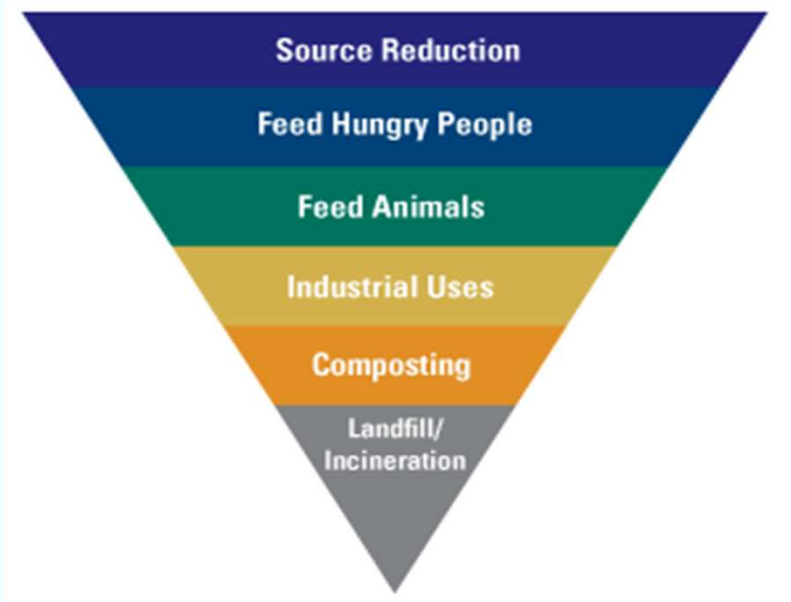 Source Reduction
Feed Hungry People
Feed Animals
Industrial Uses
Composting
Landfill/
Incineration